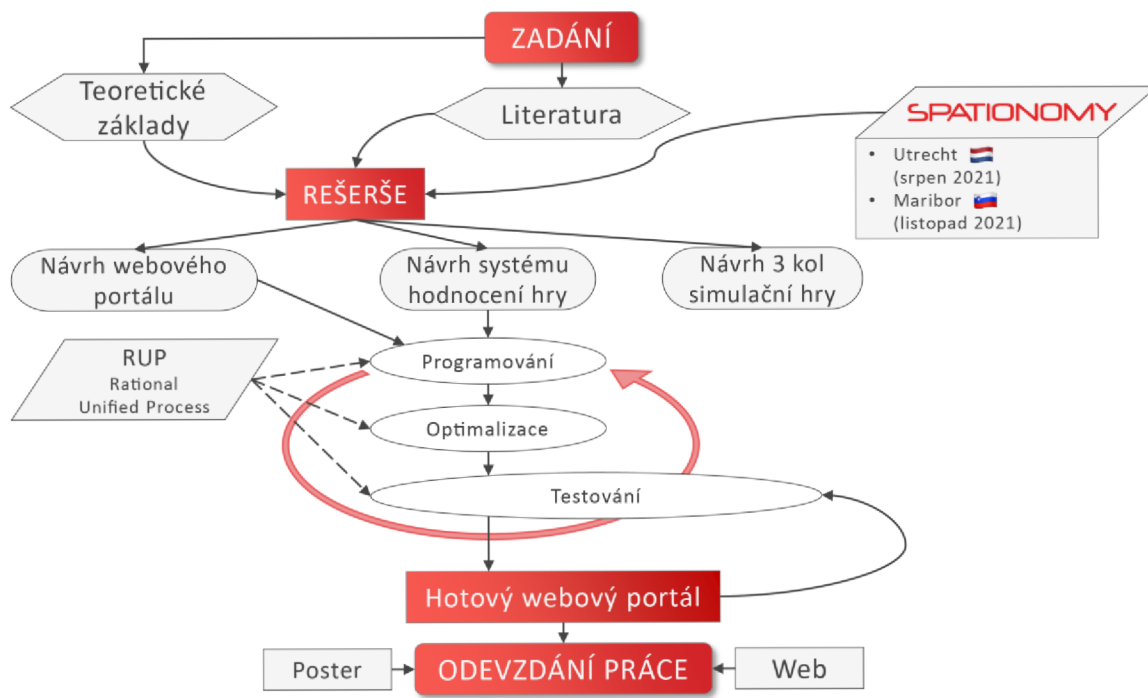 ZADÁNÍ
Teoretické
základy
Literatura
SPATIONOMY
• Utrecht
(srpen 2021)
• Maribor
(listopad 2021)
REŠERŠE
Návrh webového
portálu
Návrh systému
hodnocení hry
Návrh 3 kol
simulační hry
RUP
Rational
Unified Process
Programování
Optimalizace
Testování
Hotový webový portál
Poster
ODEVZDÁNÍ PRÁCE
Web